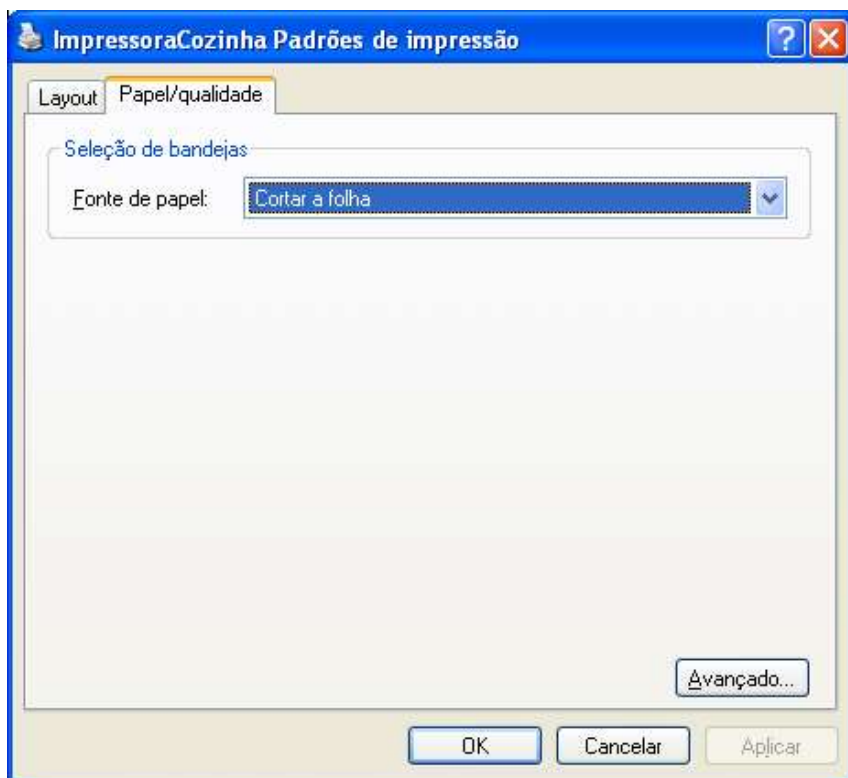 ImpressoraCozinha Padrões de impressão
Layout Papel/qualidade
Seleção de bandejas
Fonte de papel: Cortar a folha
Avançado...
OK Cancelar Aplicar